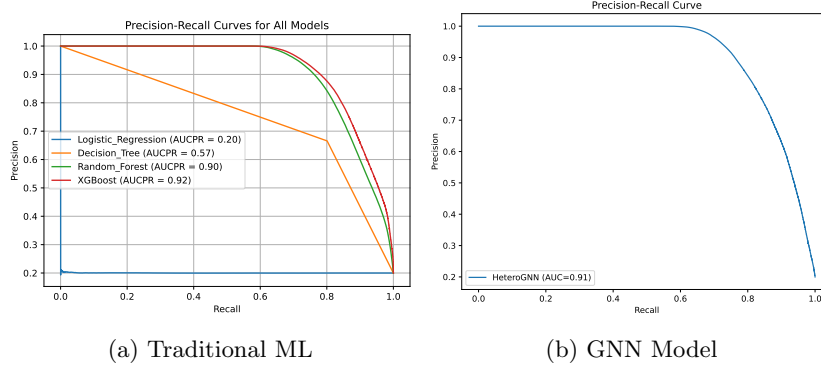 Precision-Recall Curves for All Models
Precision
1.0
0.9
0.8
0.7
0.6
0.5
0.4
0.3
0.2
Logistic_Regression (AUCPR = 0.20)
Decision_Tree (AUCPR = 0.57)
Random_Forest (AUCPR = 0.90)
XGBoost (AUCPR = 0.92)
0.0 0.2 0.4 0.6 0.8 1.0
Recall
(a) Traditional ML
Precision-Recall Curve
Precision
1.0
0.9
0.8
0.7
0.6
0.5
0.4
0.3
0.2
HeteroGNN (AUC=0.91)
0.0 0.2 0.4 0.6 0.8 1.0
Recall
(b) GNN Model